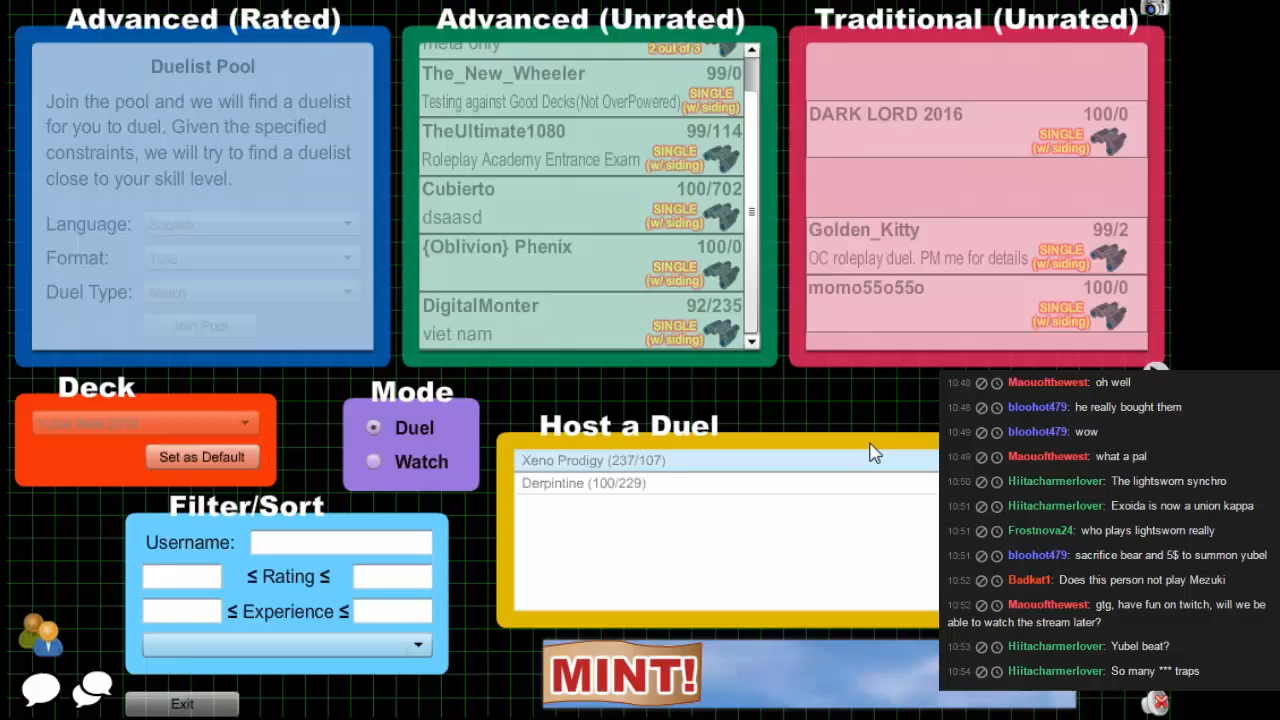 Advanced (Rated)
Duelist Pool
Join the pool and we will find a duelist
for you to duel. Given the specified
constraints, we will try to find a duelist
close to your skill level.
Language: English
Format: TCG
Duel Type: Match
Join Pool
Advanced (Unrated)
meta only
2 out of 3
The_New_Wheeler 99/0
Testing against Good Decks(Not OverPowered) SINGLE
(w/ siding)
TheUltimate1080 99/114
Roleplay Academy Entrance Exam SINGLE
(w/ siding)
Cubierto 100/702
dsaasd SINGLE
(w/ siding)
{Oblivion} Phenix 100/0
SINGLE
(w/ siding)
DigitalMonter 92/235
viet nam SINGLE
(w/ siding)
Traditional (Unrated)
DARK LORD 2016 100/0
SINGLE
(w/ siding)
Golden_Kitty 99/2
OC roleplay duel. PM me for details SINGLE
(w/ siding)
momo55o55o 100/0
SINGLE
(w/ siding)
Deck
Set as Default
Mode
Duel
Watch
Filter/Sort
Username:
≤ Rating ≤
≤ Experience ≤
Exit
Host a Duel
Xeno Prodigy (237/107)
Derpintine (100/229)
MINT!
10:48 Maouofthewest: oh well
10:48 bloohot479: he really bought them
10:49 bloohot479: wow
10:49 Maouofthewest: what a pal
10:50 Hiitacharmerlover: The lightsworn synchro
10:51 Hiitacharmerlover: Exoida is now a union kappa
10:51 Frostnova24: who plays lightsworn really
10:51 bloohot479: sacrifice bear and 5$ to summon yubel
10:52 Badkat1: Does this person not play Mezuki
10:52 Maouofthewest: gtg, have fun on twitch, will we be
able to watch the stream later?
10:53 Hiitacharmerlover: Yubel beat?
10:54 Hiitacharmerlover: So many *** traps